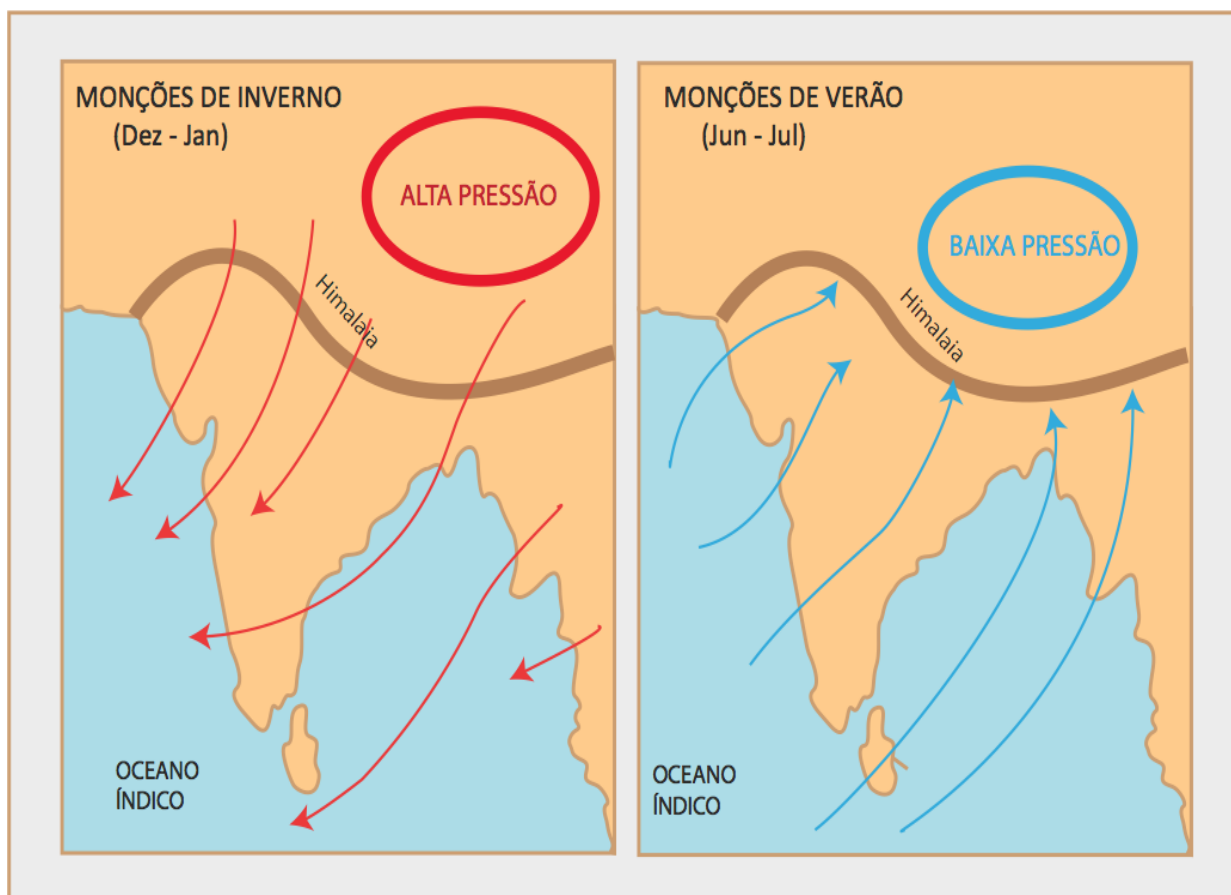 MONÇÕES DE INVERNO
(Dez - Jan)
ALTA PRESSÃO
Himalaia
OCEANO
ÍNDICO
MONÇÕES DE VERÃO
(Jun - Jul)
BAIXA PRESSÃO
Himalaia
OCEANO
ÍNDICO